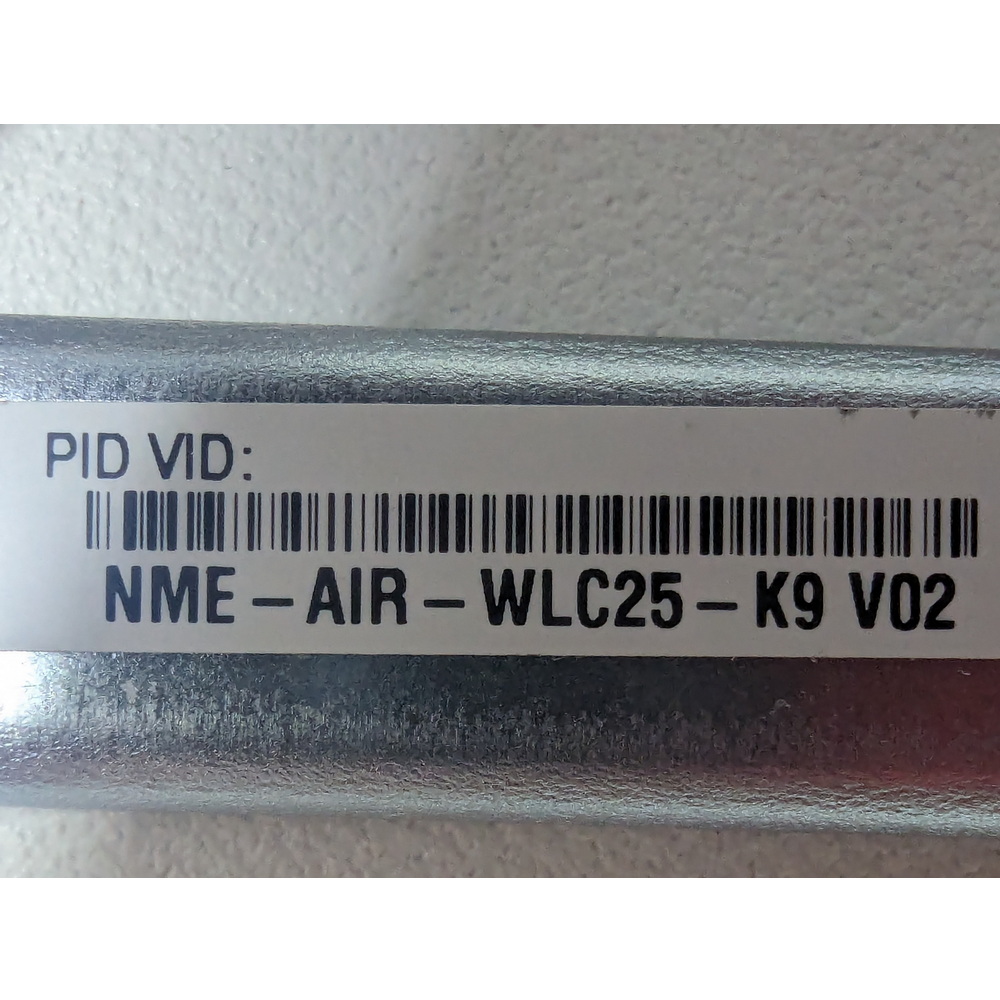 PID VID:
NME-AIR-WLC25-K9 V02